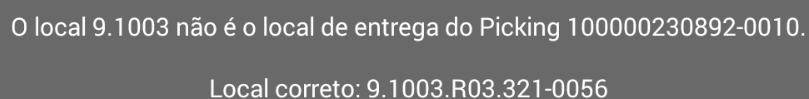 O local 9.1003 não é o local de entrega do Picking 100000230892-0010.
Local correto: 9.1003.R03.321-0056